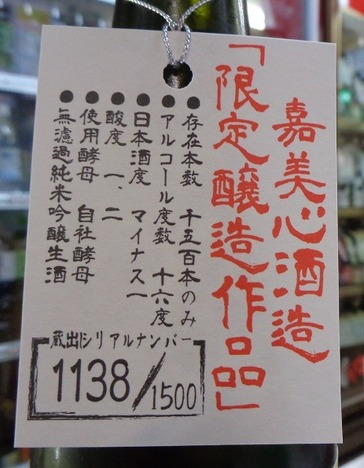 嘉美心酒造
「限定醸造作品」
●存在本数 千五百本のみ
●アルコール度数 十六度
●日本酒度 マイナス一
●酸度 一、二
●使用酵母 自社酵母
●無濾過純米吟醸生酒
蔵出シリアルナンバー
1138/1500